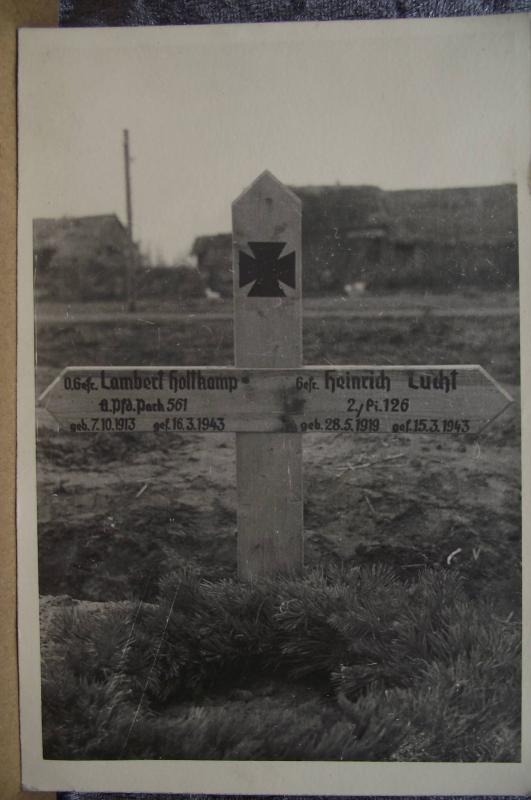 O.Gefr. Lambert Holtkamp
A.Pfd.Park 561
geb. 7.10.1913 gef. 16.3.1943
Gefr. Heinrich Lucht
2./Pi. 126
geb. 28.5.1919 gef. 15.3.1943